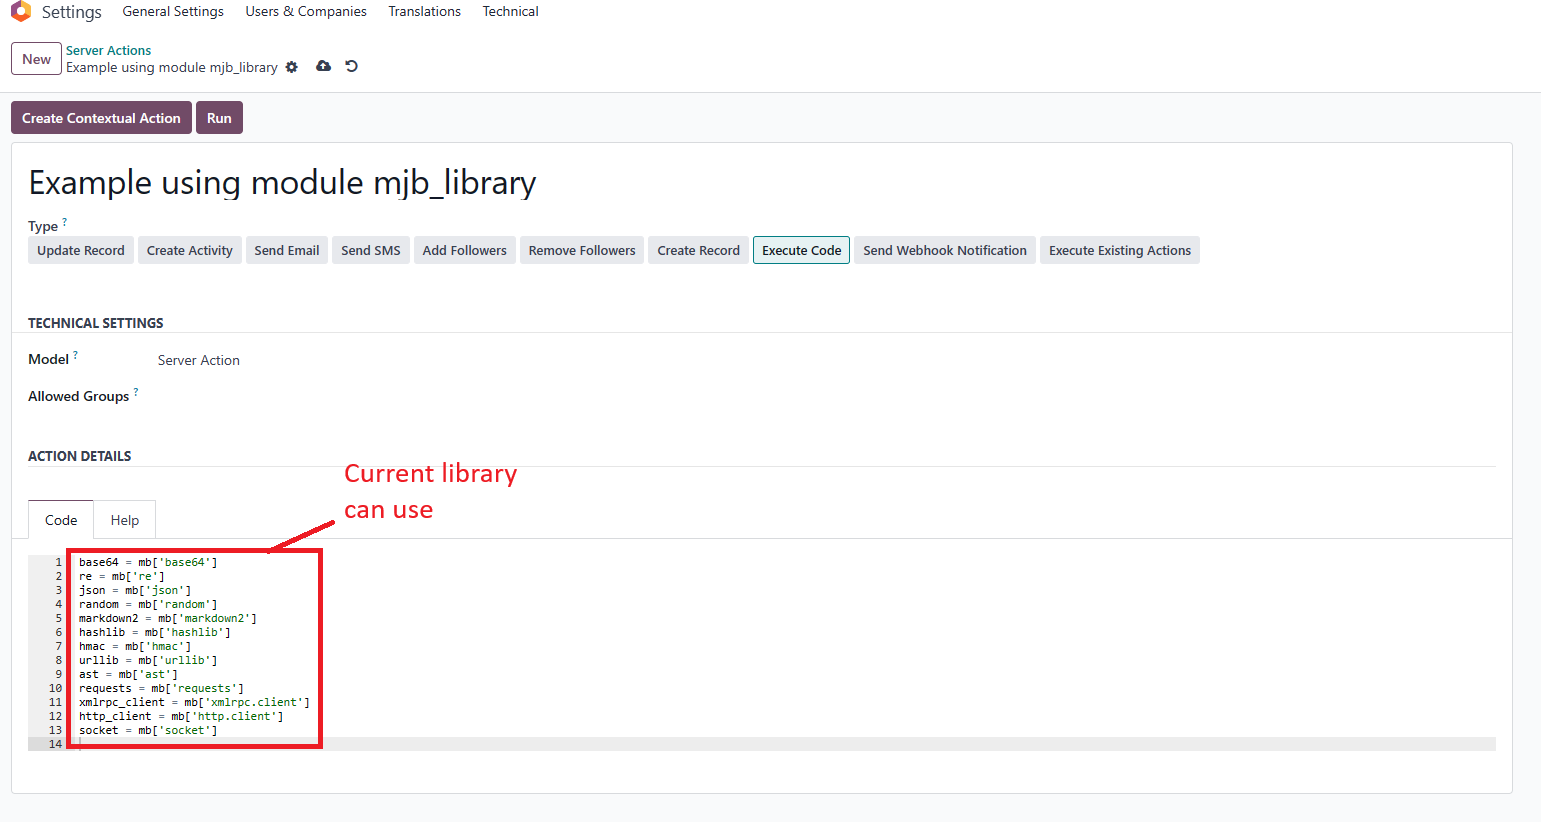 Settings General Settings Users & Companies Translations Technical
New
Server Actions
Example using module mjb_library
Create Contextual Action Run
Example using module mjb_library
Type ?
Update Record Create Activity Send Email Send SMS Add Followers Remove Followers Create Record Execute Code Send Webhook Notification Execute Existing Actions
TECHNICAL SETTINGS
Model ? Server Action
Allowed Groups ?
ACTION DETAILS
Current library
can use
Code Help
1 base64 = mb['base64']
2 re = mb['re']
3 json = mb['json']
4 random = mb['random']
5 markdown2 = mb['markdown2']
6 hashlib = mb['hashlib']
7 hmac = mb['hmac']
8 urllib = mb['urllib']
9 ast = mb['ast']
10 requests = mb['requests']
11 xmlrpc_client = mb['xmlrpc.client']
12 http_client = mb['http.client']
13 socket = mb['socket']
14